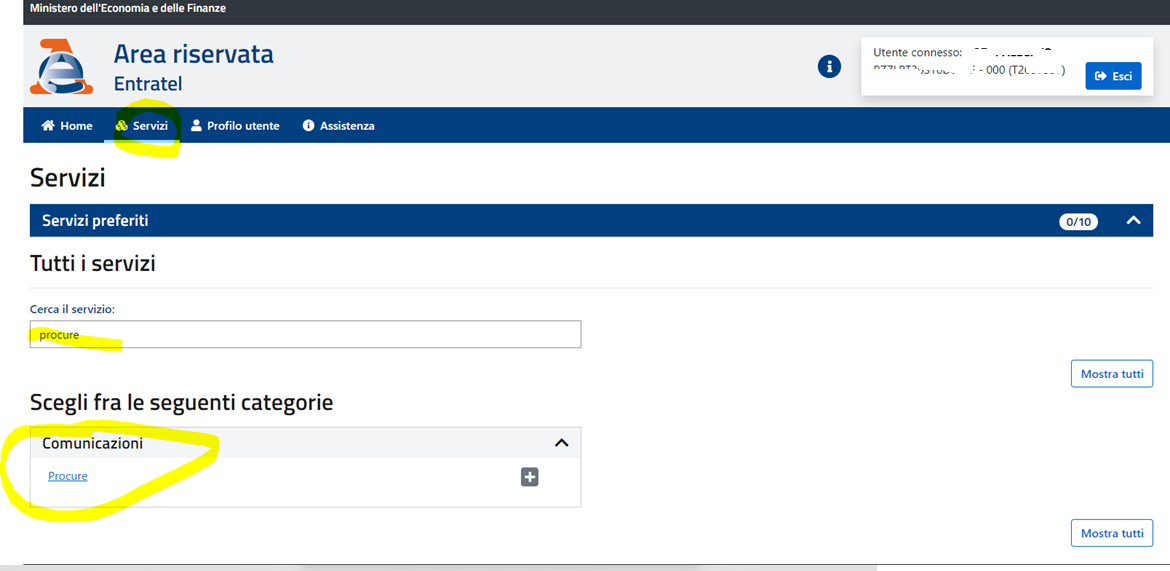 Ministero dell'Economia e delle Finanze
Area riservata
Entratel
Utente connesso:
- 000
Esci
Home
Servizi
Profilo utente
Assistenza
Servizi
Servizi preferiti
0/10
Tutti i servizi
Cerca il servizio:
procure
Mostra tutti
Scegli fra le seguenti categorie
Comunicazioni
Procure
Mostra tutti